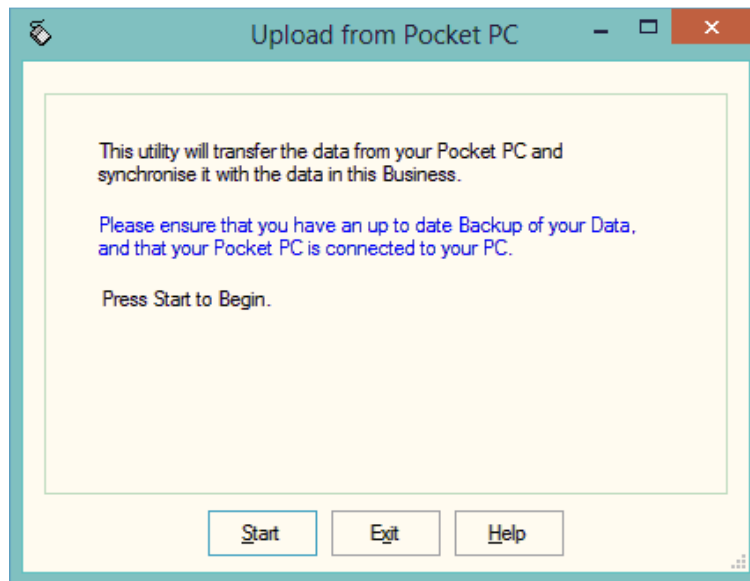 Upload from Pocket PC
This utility will transfer the data from your Pocket PC and
synchronise it with the data in this Business.
Please ensure that you have an up to date Backup of your Data,
and that your Pocket PC is connected to your PC.
Press Start to Begin.
Start Exit Help